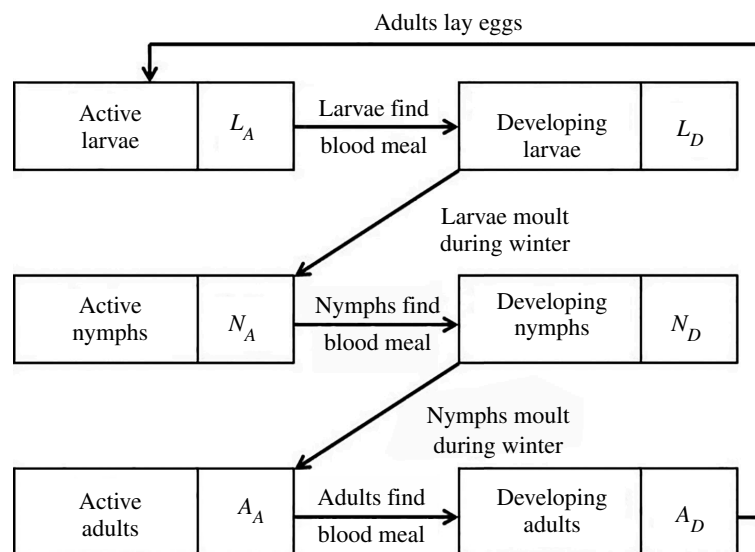 Adults lay eggs
Active
larvae
L_A
Larvae find
blood meal
Developing
larvae
L_D
Larvae moult
during winter
Active
nymphs
N_A
Nymphs find
blood meal
Developing
nymphs
N_D
Nymphs moult
during winter
Active
adults
A_A
Adults find
blood meal
Developing
adults
A_D